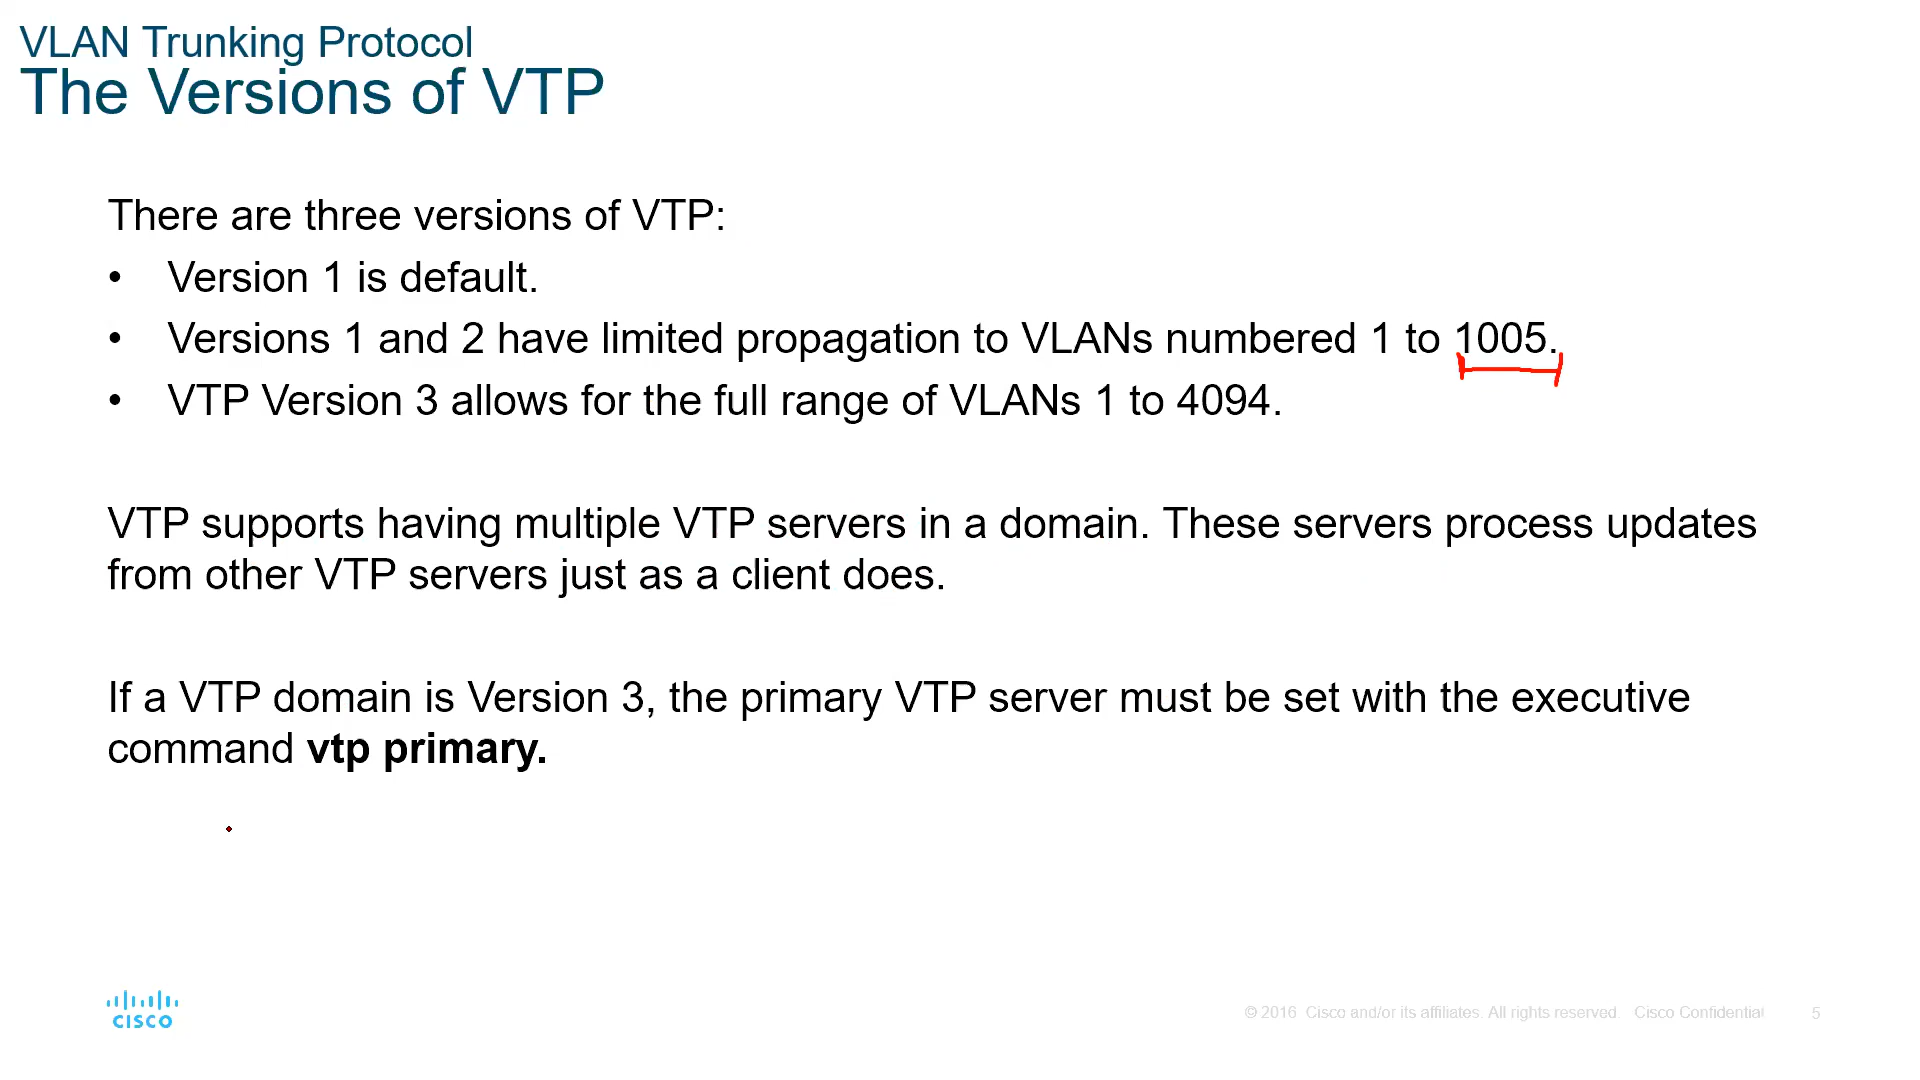 VLAN Trunking Protocol
The Versions of VTP
There are three versions of VTP:
• Version 1 is default.
• Versions 1 and 2 have limited propagation to VLANs numbered 1 to 1005.
• VTP Version 3 allows for the full range of VLANs 1 to 4094.
VTP supports having multiple VTP servers in a domain. These servers process updates
from other VTP servers just as a client does.
If a VTP domain is Version 3, the primary VTP server must be set with the executive
command vtp primary.
CISCO
© 2016 Cisco and/or its affiliates. All rights reserved. Cisco Confidential 5